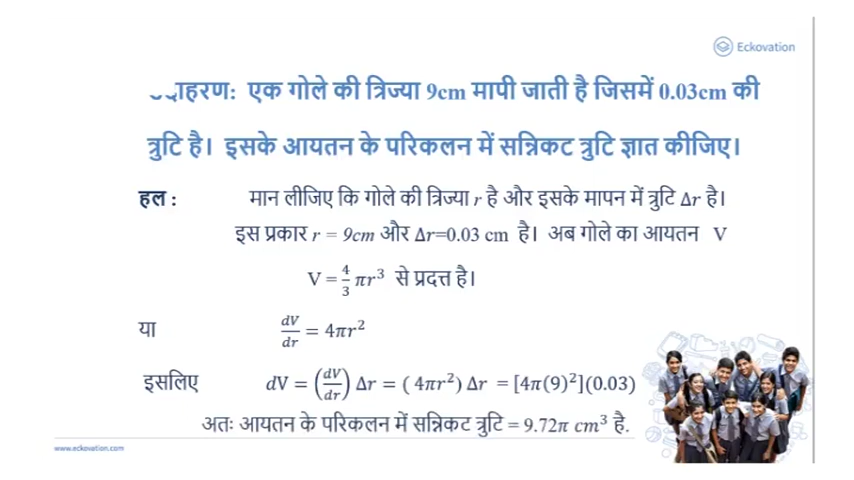 Eckovation
उदाहरण: एक गोले की त्रिज्या 9cm मापी जाती है जिसमें 0.03cm की
त्रुटि है। इसके आयतन के परिकलन में सन्निकट त्रुटि ज्ञात कीजिए।
हल : मान लीजिए कि गोले की त्रिज्या r है और इसके मापन में त्रुटि Δr है।
इस प्रकार r = 9cm और Δr=0.03 cm है। अब गोले का आयतन V
V = 4/3 πr³ से प्रदत्त है।
या dV/dr = 4πr²
इसलिए dV = (dV/dr) Δr = ( 4πr²) Δr = [4π(9)²](0.03)
अतः आयतन के परिकलन में सन्निकट त्रुटि = 9.72π cm³ है.
www.eckovation.com